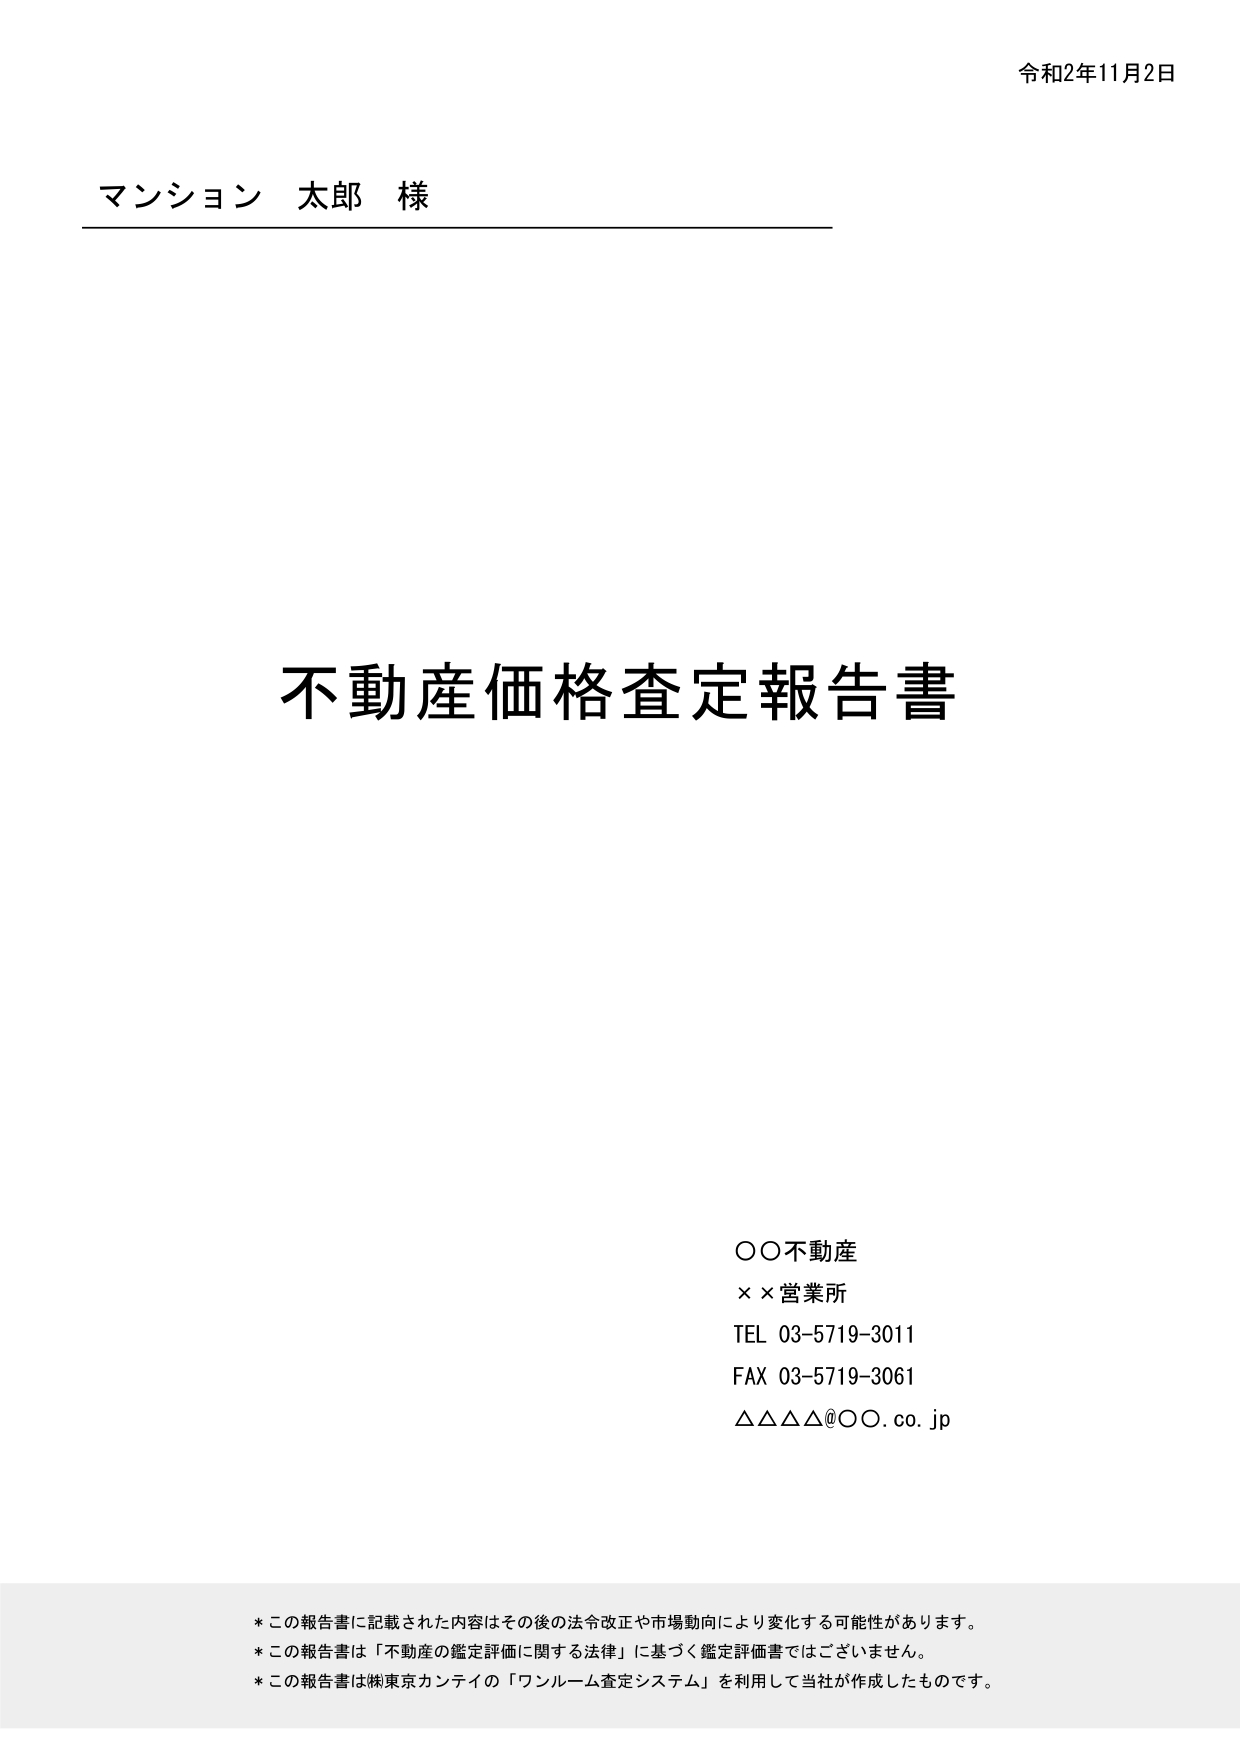 令和2年11月2日
マンション　太郎　様
不動産価格査定報告書
〇〇不動産
××営業所
TEL 03-5719-3011
FAX 03-5719-3061
△△△△@〇〇.co.jp
*この報告書に記載された内容はその後の法令改正や市場動向により変化する可能性があります。
*この報告書は「不動産の鑑定評価に関する法律」に基づく鑑定評価書ではございません。
*この報告書は㈱東京カンテイの「ワンルーム査定システム」を利用して当社が作成したものです。